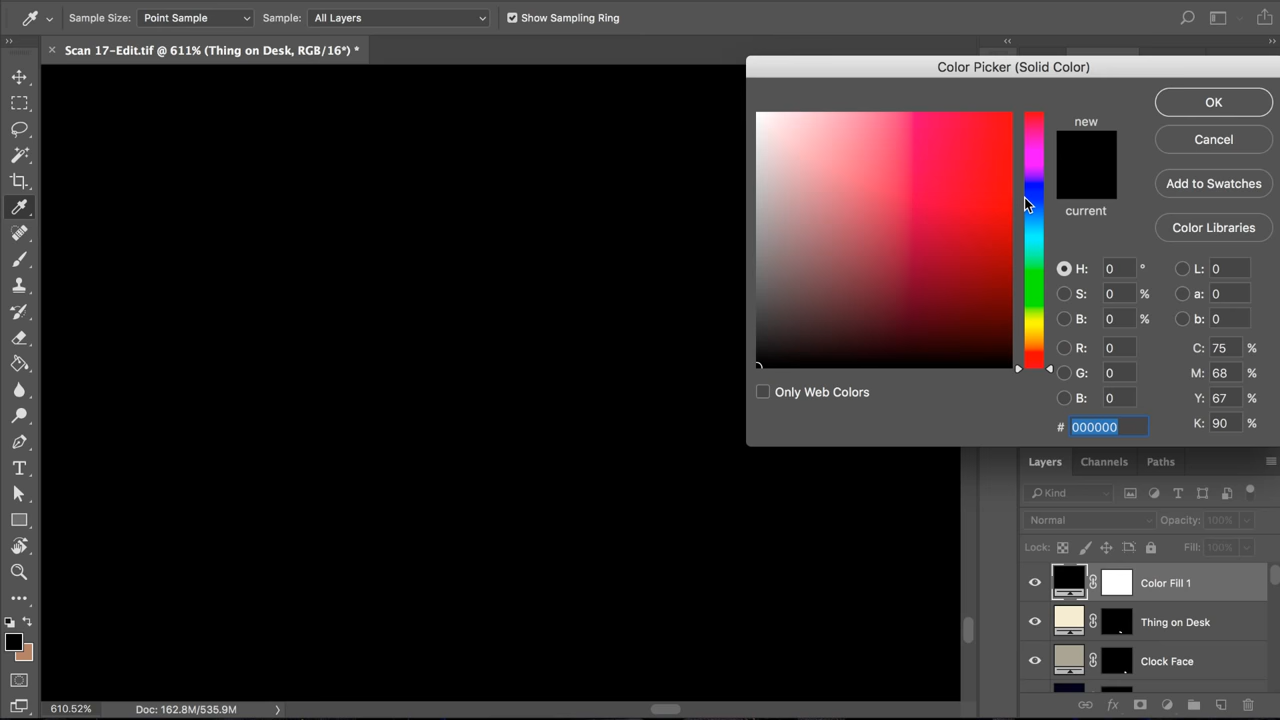 Sample Size: Point Sample Sample: All Layers Show Sampling Ring
× Scan 17-Edit.tif @ 611% (Thing on Desk, RGB/16*) *
Color Picker (Solid Color)
OK
new
Cancel
Add to Swatches
current
Color Libraries
H: 0 ° L: 0
S: 0 % a: 0
B: 0 % b: 0
R: 0 C: 75 %
G: 0 M: 68 %
Only Web Colors
B: 0 Y: 67 %
# 000000 K: 90 %
Layers Channels Paths
Kind
Normal Opacity: 100%
Lock: Fill: 100%
Color Fill 1
Thing on Desk
Clock Face
610.52% Doc: 162.8M/535.9M